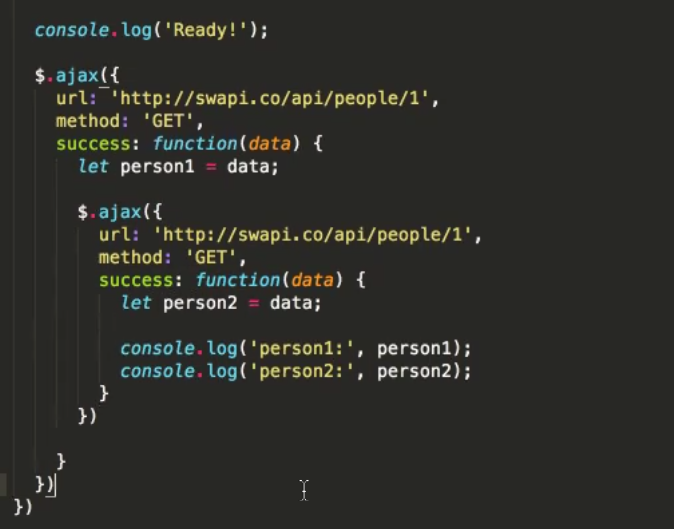 console.log('Ready!');
$.ajax({
url: 'http://swapi.co/api/people/1',
method: 'GET',
success: function(data) {
let person1 = data;
$.ajax({
url: 'http://swapi.co/api/people/1',
method: 'GET',
success: function(data) {
let person2 = data;
console.log('person1:', person1);
console.log('person2:', person2);
}
})
}
})
})